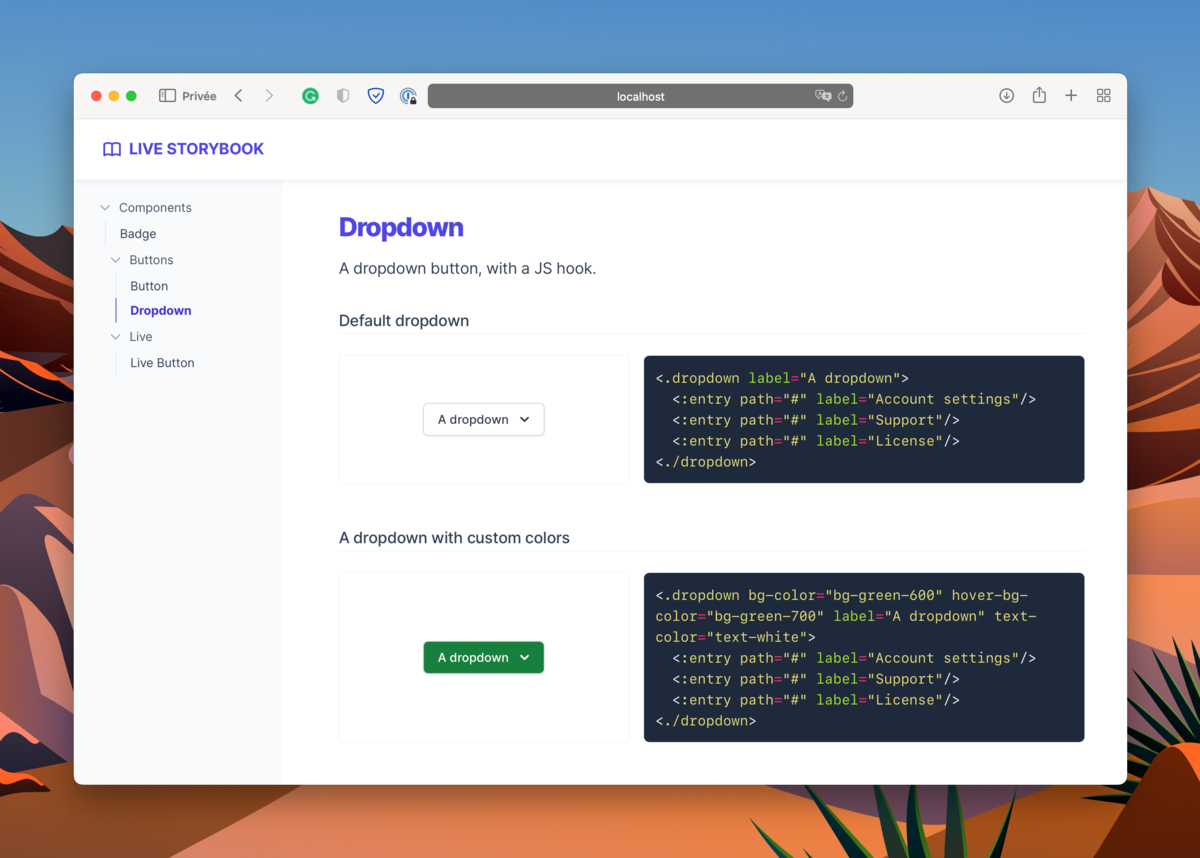 Privée
localhost
LIVE STORYBOOK
Components
Badge
Buttons
Button
Dropdown
Live
Live Button
Dropdown
A dropdown button, with a JS hook.
Default dropdown
A dropdown
<.dropdown label="A dropdown">
<:entry path="#" label="Account settings"/>
<:entry path="#" label="Support"/>
<:entry path="#" label="License"/>
<./dropdown>
A dropdown with custom colors
A dropdown
<.dropdown bg-color="bg-green-600" hover-bg-
color="bg-green-700" label="A dropdown" text-
color="text-white">
<:entry path="#" label="Account settings"/>
<:entry path="#" label="Support"/>
<:entry path="#" label="License"/>
<./dropdown>